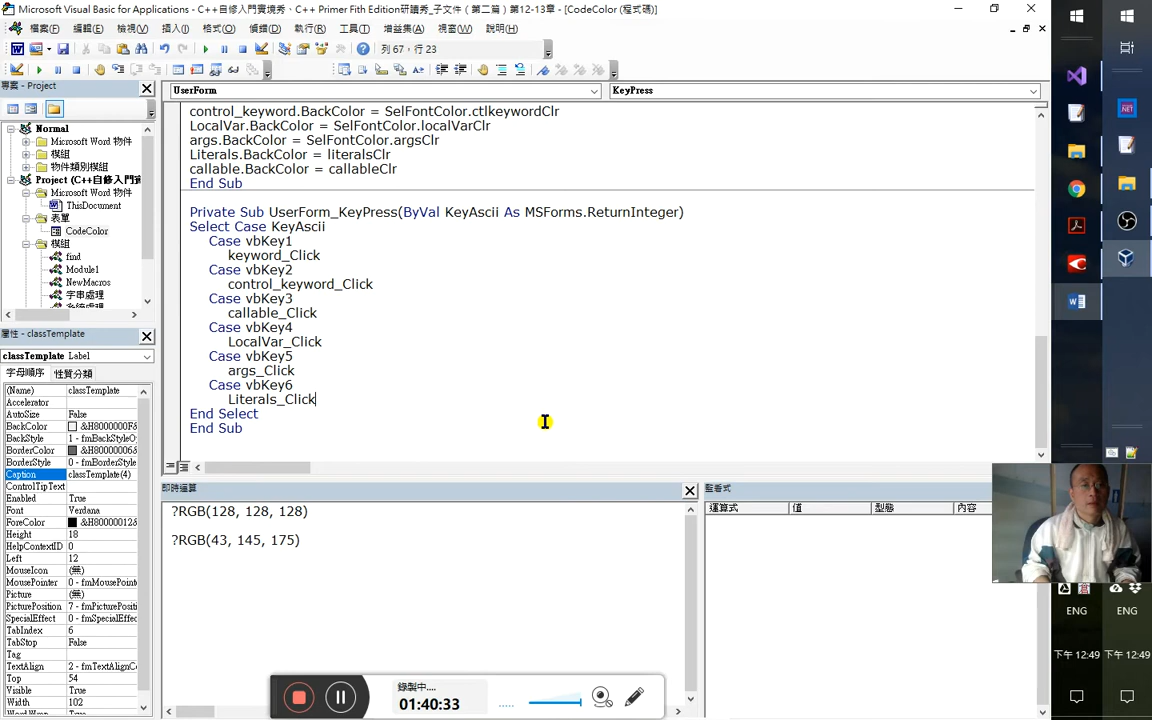 Microsoft Visual Basic for Applications - C++自修入門實境秀、C++ Primer Fifth Edition研讀秀_子文件（第二篇）第12-13章 - [CodeColor (程式碼)]
檔案(F) 編輯(E) 檢視(V) 插入(I) 格式(O) 偵錯(D) 執行(R) 工具(T) 增益集(A) 視窗(W) 說明(H)
列 67，行 23
專案 - Project
Normal
Microsoft Word 物件
模組
物件類別模組
Project (C++自修入門實
Microsoft Word 物件
ThisDocument
表單
CodeColor
模組
find
Module1
NewMacros
字串處理
屬性 - classTemplate
classTemplate Label
字母順序 性質分類
(Name) classTemplate
Accelerator
AutoSize False
BackColor &H8000000F&
BackStyle 1 - fmBackStyleO
BorderColor &H80000006&
BorderStyle 0 - fmBorderStyle
Caption classTemplate(4)
ControlTipText
Enabled True
Font Verdana
ForeColor &H80000012&
Height 18
HelpContextID 0
Left 12
MouseIcon (無)
MousePointer 0 - fmMousePoint
Picture (無)
PicturePosition 7 - fmPicturePositi
SpecialEffect 0 - fmSpecialEffec
TabIndex 6
TabStop False
Tag
TextAlign 2 - fmTextAlignC
Top 54
Visible True
Width 102
UserForm KeyPress
control_keyword.BackColor = SelFontColor.ctlkeywordClr
LocalVar.BackColor = SelFontColor.localVarClr
args.BackColor = SelFontColor.argsClr
Literals.BackColor = literalsClr
callable.BackColor = callableClr
End Sub
Private Sub UserForm_KeyPress(ByVal KeyAscii As MSForms.ReturnInteger)
Select Case KeyAscii
Case vbKey1
keyword_Click
Case vbKey2
control_keyword_Click
Case vbKey3
callable_Click
Case vbKey4
LocalVar_Click
Case vbKey5
args_Click
Case vbKey6
Literals_Click
End Select
End Sub
即時運算
?RGB(128, 128, 128)
?RGB(43, 145, 175)
監看式
運算式 值 型態 內容
錄製中....
01:40:33
ENG ENG
下午 12:49 下午 12:49